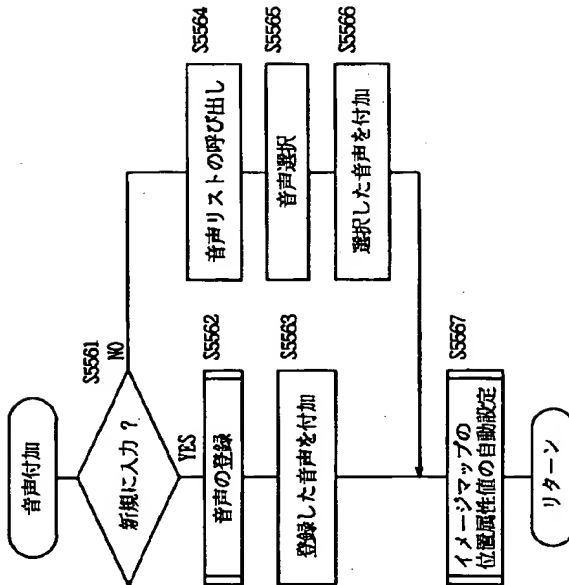 音声付加
S5561
新規に入力?
NO
YES
S5562
音声の登録
S5563
登録した音声を付加
S5564
音声リストの呼び出し
S5565
音声選択
S5566
選択した音声を付加
S5567
イメージマップの
位置属性値の自動設定
リターン